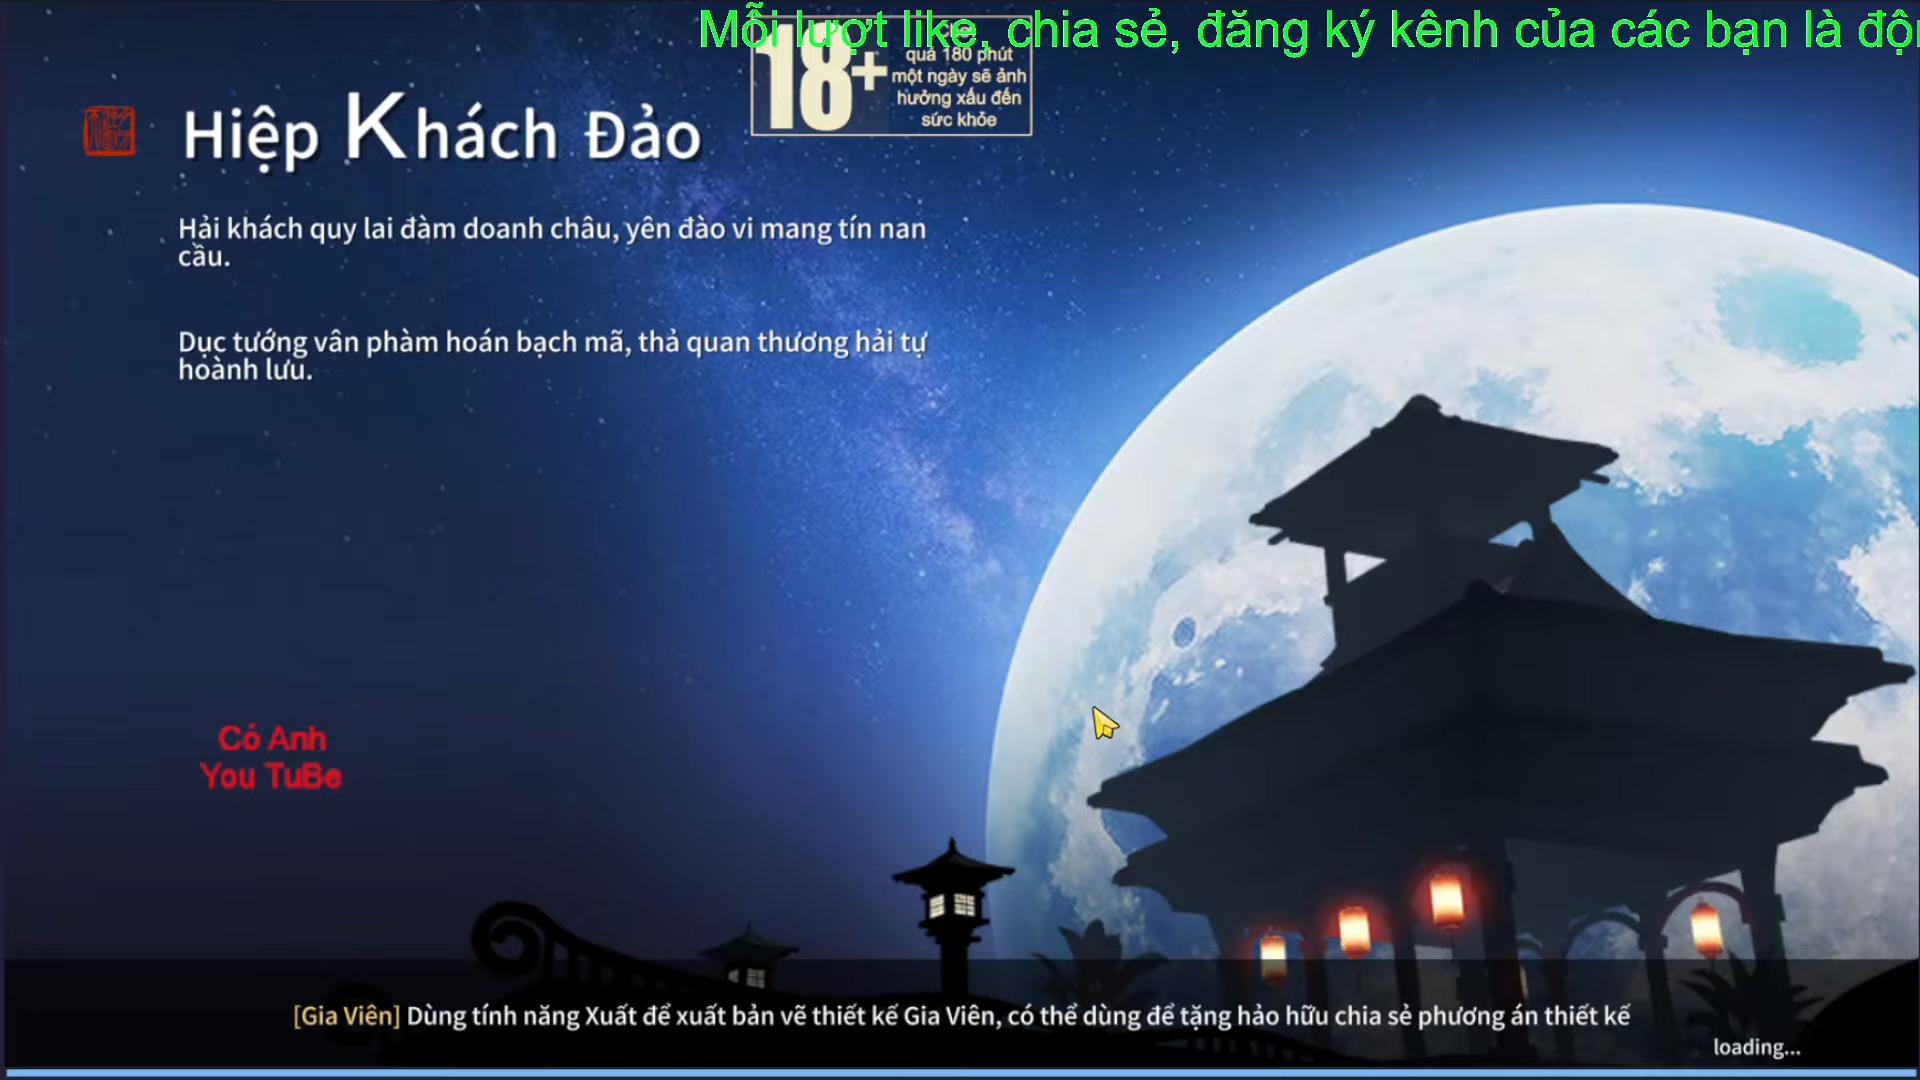 Mỗi lượt like, chia sẻ, đăng ký kênh của các bạn là
18+
quá 180 phút
một ngày sẽ ảnh
hưởng xấu đến
sức khỏe
Hiệp Khách Đảo
Hải khách quy lai đàm doanh châu, yên đào vi mang tín nan
cầu.
Dục tướng vân phàm hoán bạch mã, thả quan thương hải tự
hoành lưu.
Có Anh
You TuBe
[Gia Viên] Dùng tính năng Xuất để xuất bản vẽ thiết kế Gia Viên, có thể dùng để tặng hảo hữu chia sẻ phương án thiết kế
loading...